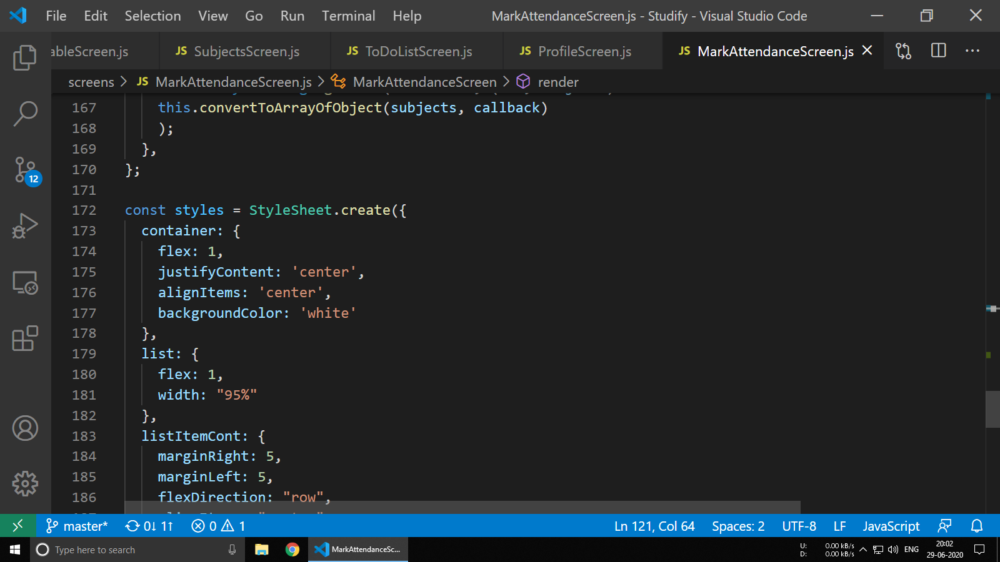 File Edit Selection View Go Run Terminal Help MarkAttendanceScreen.js - Studify - Visual Studio Code
ableScreen.js JS SubjectsScreen.js JS ToDoListScreen.js JS ProfileScreen.js JS MarkAttendanceScreen.js
screens JS MarkAttendanceScreen.js MarkAttendanceScreen render
167 this.convertToArrayOfObject(subjects, callback)
168 );
169 },
170 };
171
172 const styles = StyleSheet.create({
173 container: {
174 flex: 1,
175 justifyContent: 'center',
176 alignItems: 'center',
177 backgroundColor: 'white'
178 },
179 list: {
180 flex: 1,
181 width: "95%"
182 },
183 listItemCont: {
184 marginRight: 5,
185 marginLeft: 5,
186 flexDirection: "row",
12
master* 0↓ 1↑ 0 1 Ln 121, Col 64 Spaces: 2 UTF-8 LF JavaScript
Type here to search MarkAttendanceSc... U: 0.00 kB/s D: 0.00 kB/s ENG 20:02 29-06-2020